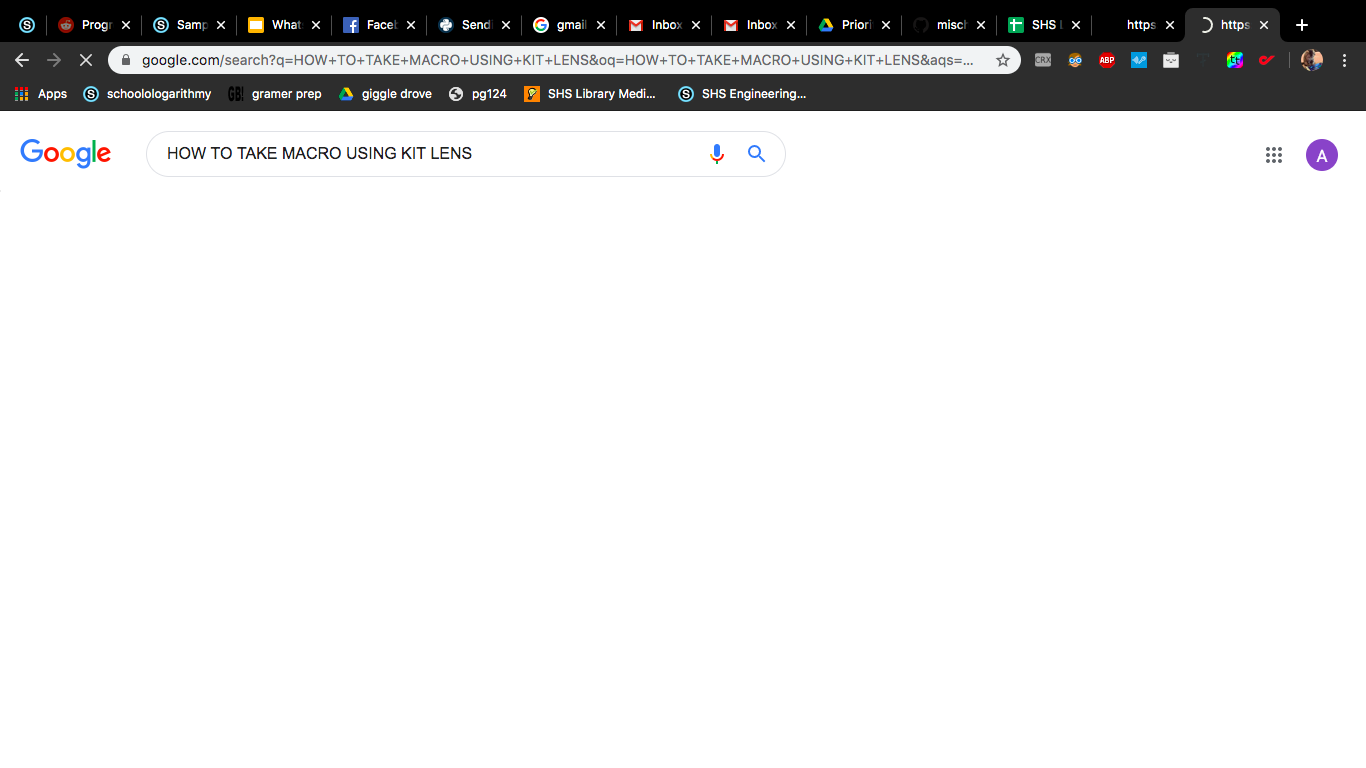 Progr Samp What Faceb Sendi gmail Inbox Inbox Priori misch SHS https https
google.com/search?q=HOW+TO+TAKE+MACRO+USING+KIT+LENS&oq=HOW+TO+TAKE+MACRO+USING+KIT+LENS&aqs=... CRX ABP
Apps schoolologarithmy GB! gramer prep giggle drove pg124 SHS Library Medi... SHS Engineering...
Google HOW TO TAKE MACRO USING KIT LENS A